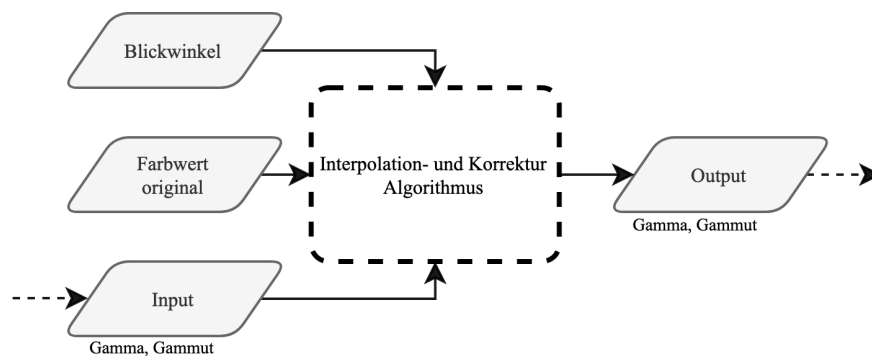 Blickwinkel
Farbwert
original
Interpolation- und Korrektur
Algorithmus
Output
Gamma, Gammut
Input
Gamma, Gammut